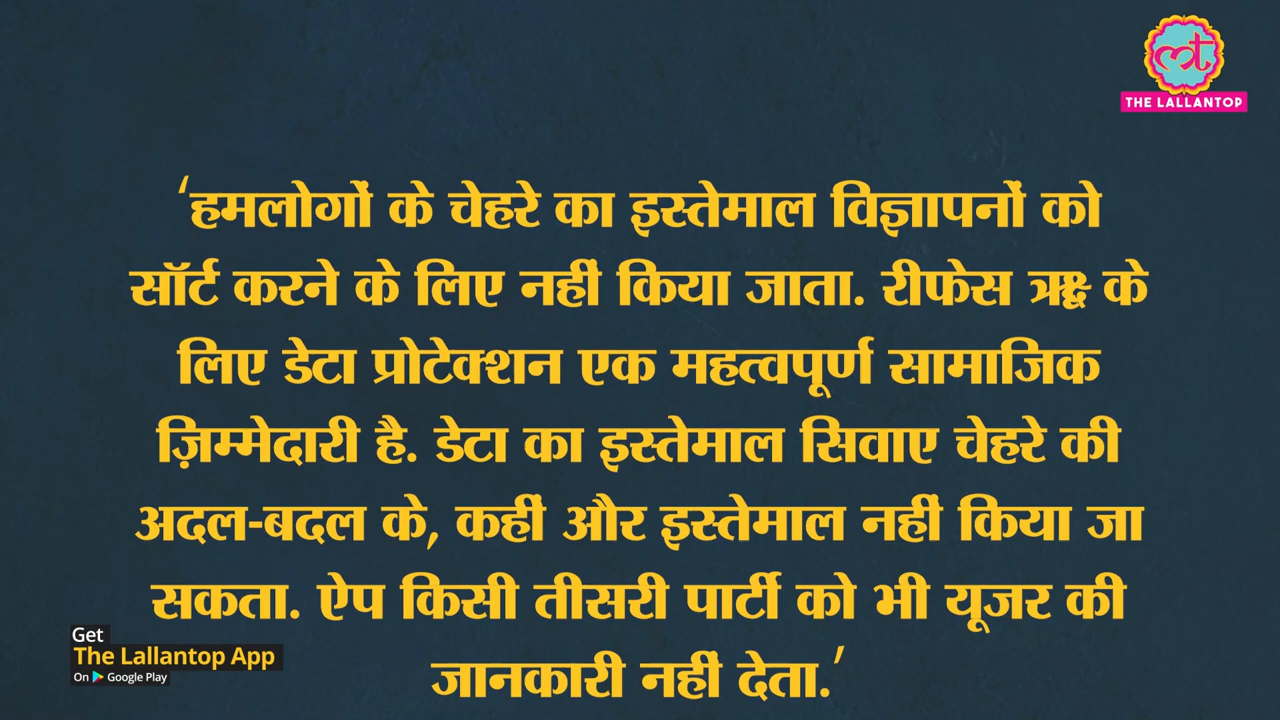 THE LALLANTOP
‘हमलोगों के चेहरे का इस्तेमाल विज्ञापनों को
सॉर्ट करने के लिए नहीं किया जाता. रीफेस के
लिए डेटा प्रोटेक्शन एक महत्वपूर्ण सामाजिक
ज़िम्मेदारी है. डेटा का इस्तेमाल सिवाए चेहरे की
अदल-बदल के, कहीं और इस्तेमाल नहीं किया जा
सकता. ऐप किसी तीसरी पार्टी को भी यूजर की
जानकारी नहीं देता.’
Get
The Lallantop App
On Google Play